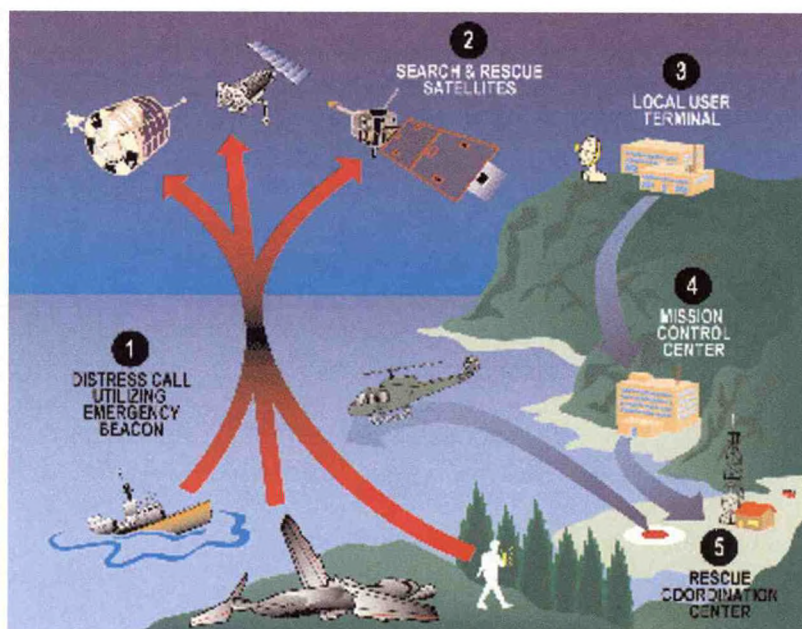 1
DISTRESS CALL
UTILIZING
EMERGENCY
BEACON
2
SEARCH & RESCUE
SATELLITES
3
LOCAL USER
TERMINAL
4
MISSION
CONTROL
CENTER
5
RESCUE
COORDINATION
CENTER